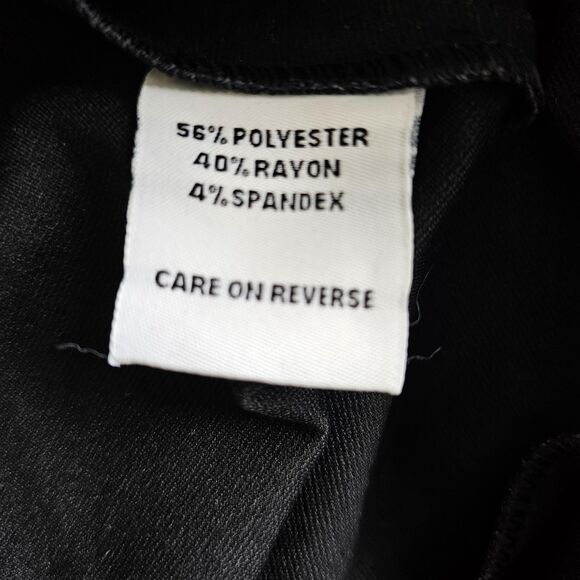 56% POLYESTER
40% RAYON
4% SPANDEX
CARE ON REVERSE